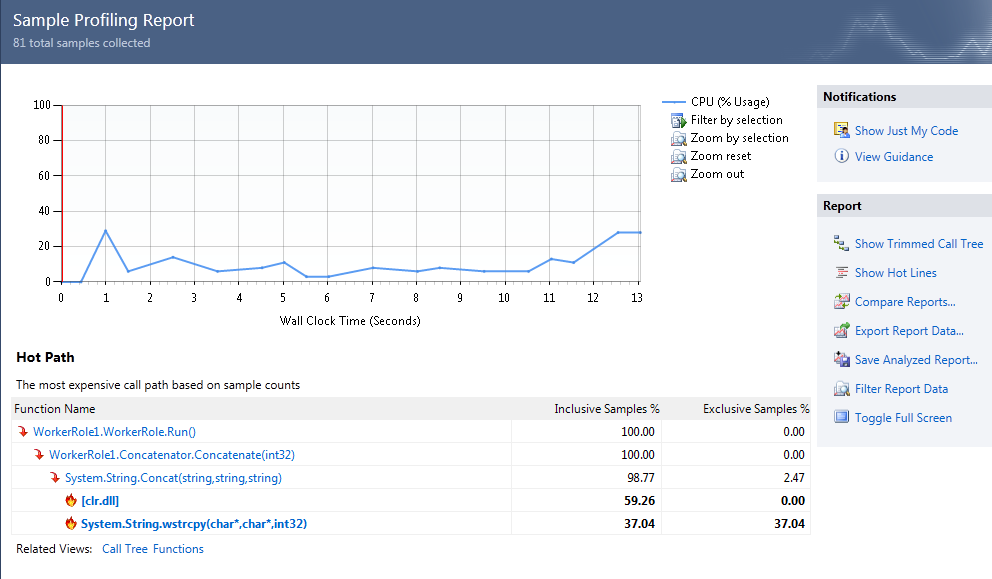 Sample Profiling Report
81 total samples collected
100
80
60
40
20
0
0 1 2 3 4 5 6 7 8 9 10 11 12 13
Wall Clock Time (Seconds)
CPU (% Usage)
Filter by selection
Zoom by selection
Zoom reset
Zoom out
Hot Path
The most expensive call path based on sample counts
Function Name Inclusive Samples % Exclusive Samples %
WorkerRole1.WorkerRole.Run() 100.00 0.00
WorkerRole1.Concatenator.Concatenate(int32) 100.00 0.00
System.String.Concat(string,string,string) 98.77 2.47
[clr.dll] 59.26 0.00
System.String.wstrcpy(char*,char*,int32) 37.04 37.04
Related Views: Call Tree Functions
Notifications
Show Just My Code
View Guidance
Report
Show Trimmed Call Tree
Show Hot Lines
Compare Reports...
Export Report Data...
Save Analyzed Report...
Filter Report Data
Toggle Full Screen